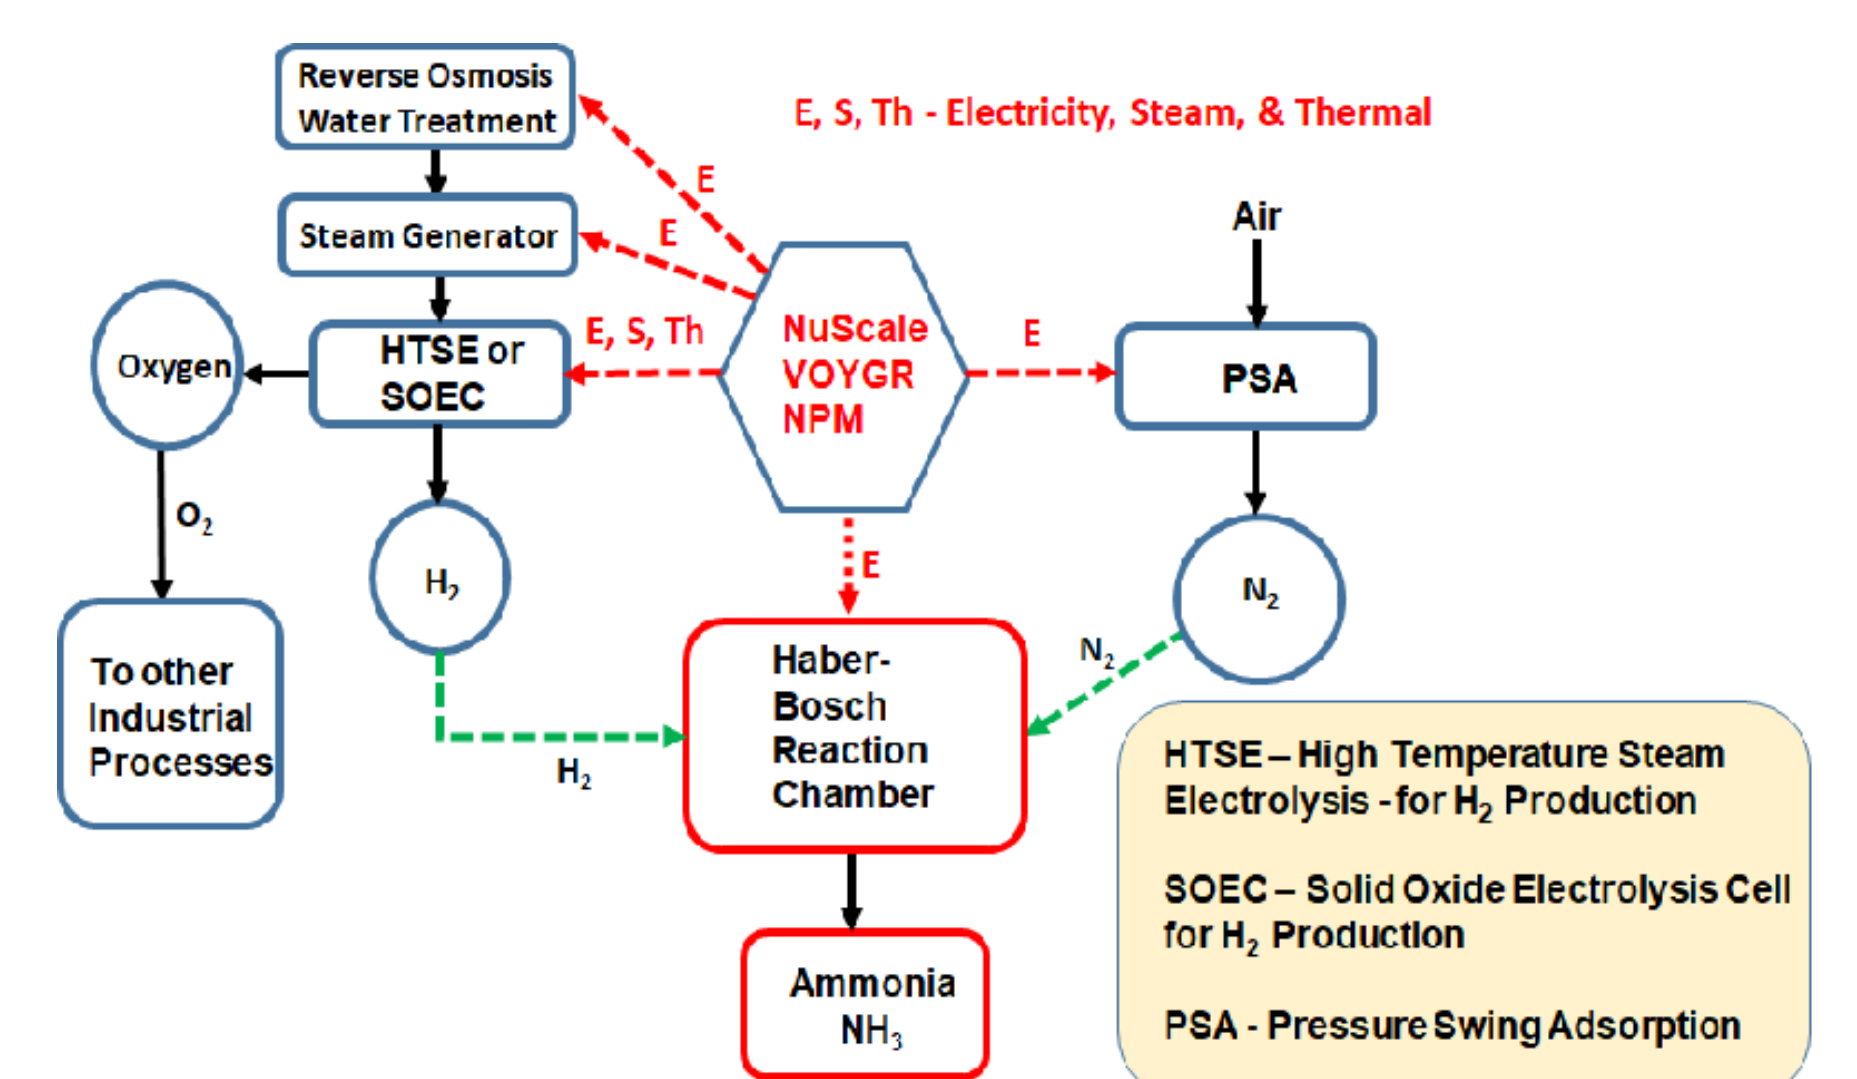 Reverse Osmosis
Water Treatment
E, S, Th - Electricity, Steam, & Thermal
E
Steam Generator
E
Air
Oxygen
HTSE or
SOEC
E, S, Th
NuScale
VOYGR
NPM
E
PSA
O₂
H₂
E
N₂
To other
Industrial
Processes
H₂
Haber-
Bosch
Reaction
Chamber
N₂
Ammonia
NH₃
HTSE – High Temperature Steam
Electrolysis - for H₂ Production
SOEC – Solid Oxide Electrolysis Cell
for H₂ Production
PSA - Pressure Swing Adsorption